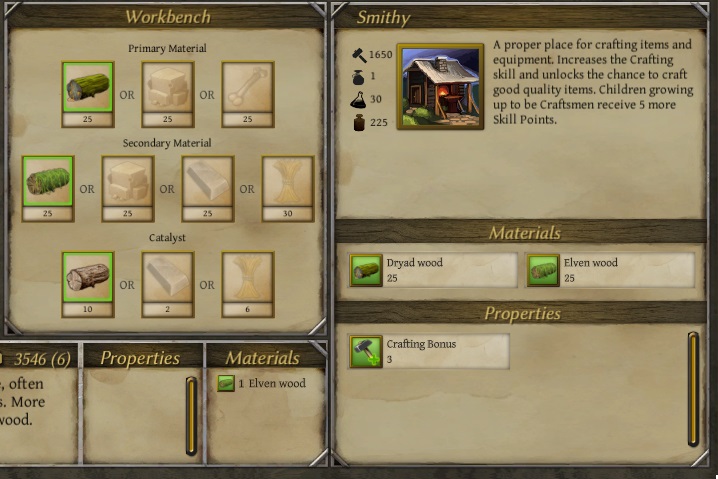 Workbench
Primary Material
OR OR
25 25 25
Secondary Material
OR OR OR
25 25 25 30
Catalyst
OR OR
10 2 6
3546 (6)
, often
s. More
wood.
Properties
Materials
1 Elven wood
Smithy
1650
1
30
225
A proper place for crafting items and
equipment. Increases the Crafting
skill and unlocks the chance to craft
good quality items. Children growing
up to be Craftsmen receive 5 more
Skill Points.
Materials
Dryad wood
25
Elven wood
25
Properties
Crafting Bonus
3